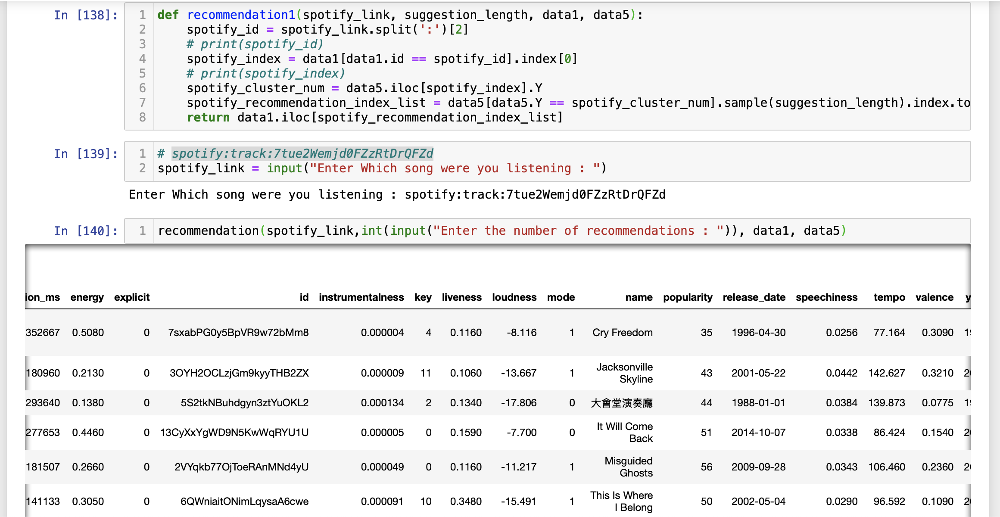 In [138]:
1 def recommendation1(spotify_link, suggestion_length, data1, data5):
2     spotify_id = spotify_link.split(':')[2]
3     # print(spotify_id)
4     spotify_index = data1[data1.id == spotify_id].index[0]
5     # print(spotify_index)
6     spotify_cluster_num = data5.iloc[spotify_index].Y
7     spotify_recommendation_index_list = data5[data5.Y == spotify_cluster_num].sample(suggestion_length).index.to
8     return data1.iloc[spotify_recommendation_index_list]
In [139]:
1 # spotify:track:7tue2Wemjd0FZzRtDrQFZd
2 spotify_link = input("Enter Which song were you listening : ")
Enter Which song were you listening : spotify:track:7tue2Wemjd0FZzRtDrQFZd
In [140]:
1 recommendation(spotify_link,int(input("Enter the number of recommendations : ")), data1, data5)
ion_ms energy explicit id instrumentalness key liveness loudness mode name popularity release_date speechiness tempo valence y
352667 0.5080 0 7sxabPG0y5BpVR9w72bMm8 0.000004 4 0.1160 -8.116 1 Cry Freedom 35 1996-04-30 0.0256 77.164 0.3090 19
180960 0.2130 0 3OYH2OCLzjGm9kyyTHB2ZX 0.000009 11 0.1060 -13.667 1 Jacksonville Skyline 43 2001-05-22 0.0442 142.627 0.3210 20
293640 0.1380 0 5S2tkNBuhdgyn3ztYuOKL2 0.000134 2 0.1340 -17.806 0 大會堂演奏廳 44 1988-01-01 0.0384 139.873 0.0775 19
277653 0.4460 0 13CyXxYgWD9N5KwWqRYU1U 0.000005 0 0.1590 -7.700 0 It Will Come Back 51 2014-10-07 0.0338 86.424 0.1540 20
181507 0.2660 0 2VYqkb77OjToeRAnMNd4yU 0.000049 0 0.1160 -11.217 1 Misguided Ghosts 56 2009-09-28 0.0343 106.460 0.2360 20
141133 0.3050 0 6QWniaitONimLqysaA6cwe 0.000091 10 0.3480 -15.491 1 This Is Where I Belong 50 2002-05-04 0.0290 96.592 0.1090 20